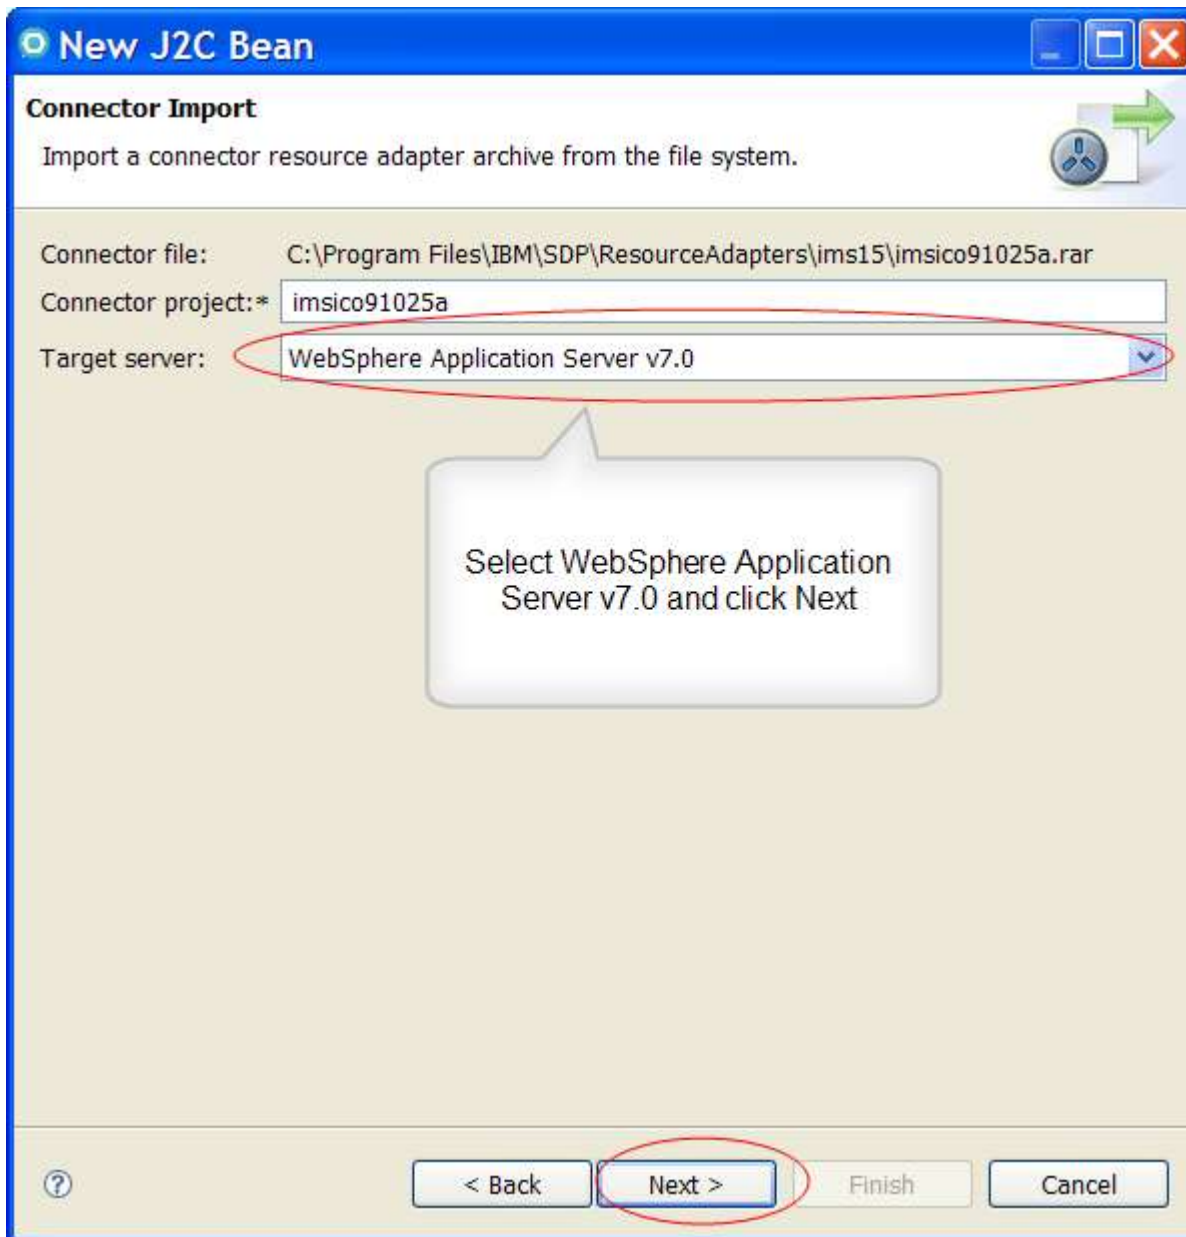 New J2C Bean
Connector Import
Import a connector resource adapter archive from the file system.
Connector file: C:\Program Files\IBM\SDP\ResourceAdapters\ims15\imsico91025a.rar
Connector project:* imsico91025a
Target server: WebSphere Application Server v7.0
Select WebSphere Application
Server v7.0 and click Next
? < Back Next > Finish Cancel